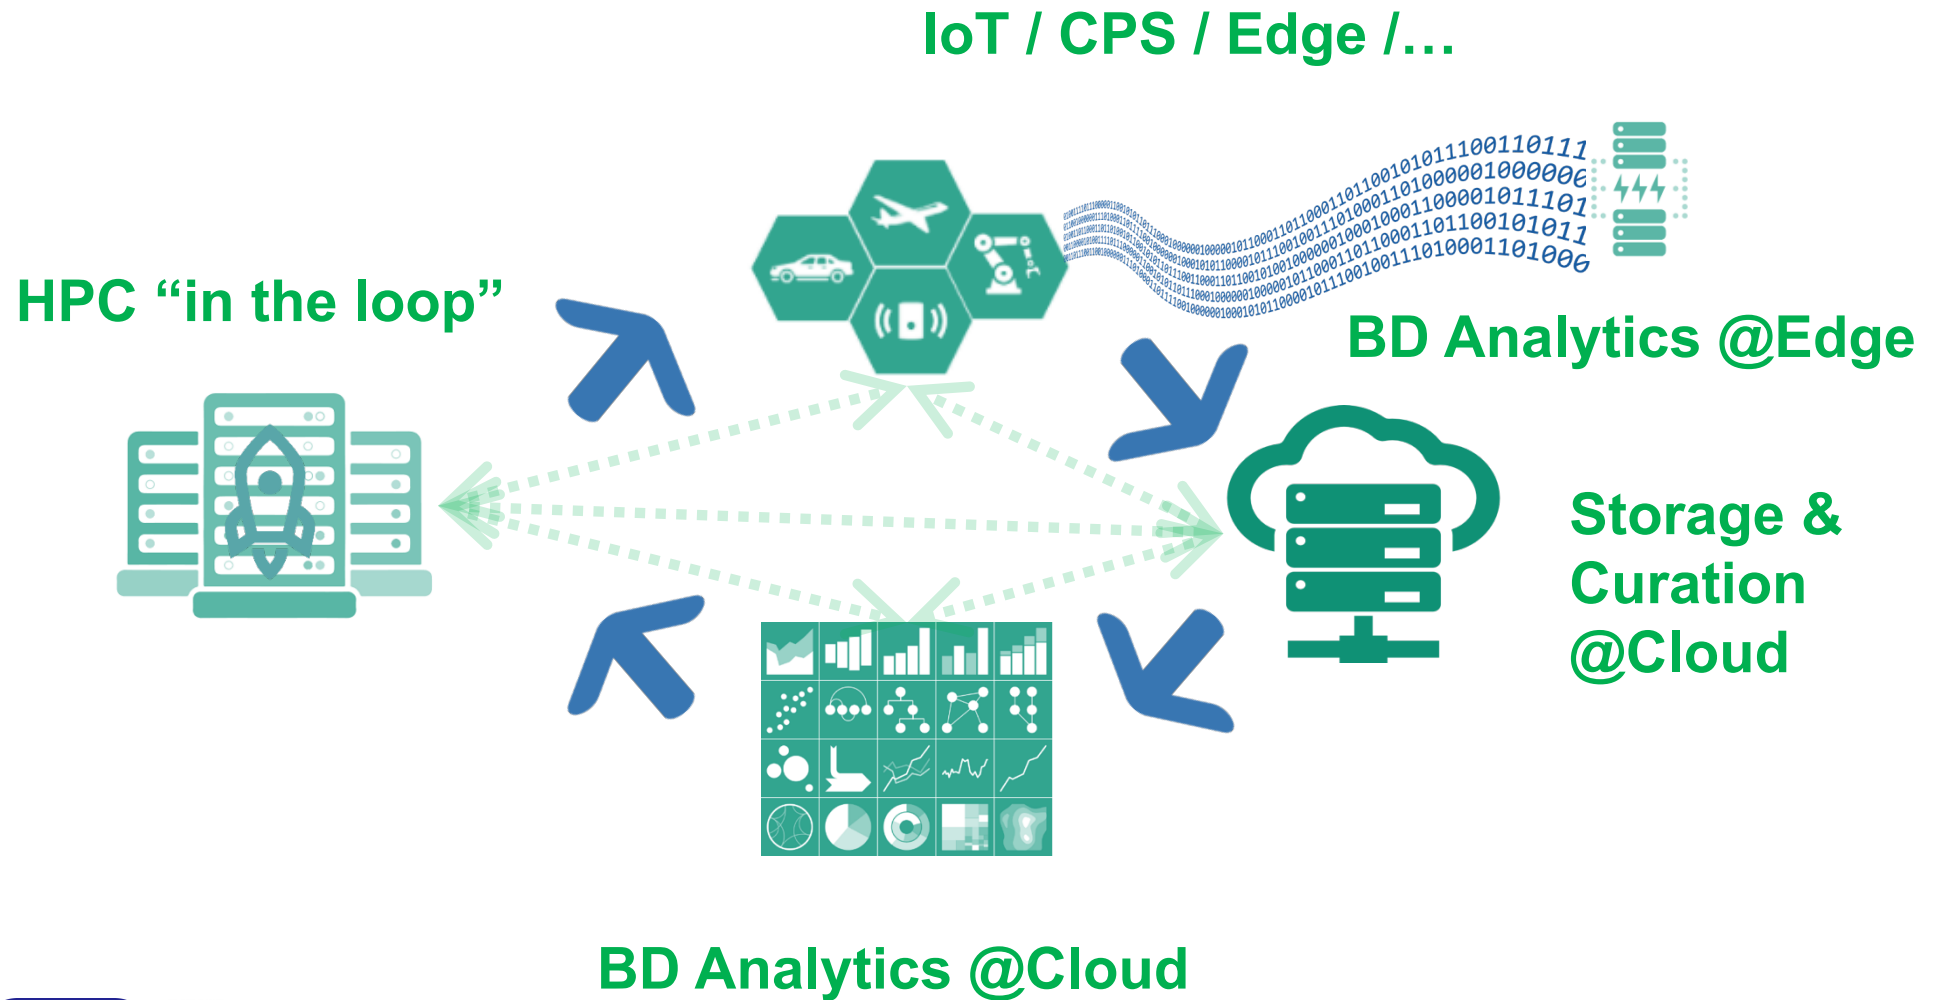 IoT / CPS / Edge /…
HPC “in the loop”
BD Analytics @Edge
Storage &
Curation
@Cloud
BD Analytics @Cloud